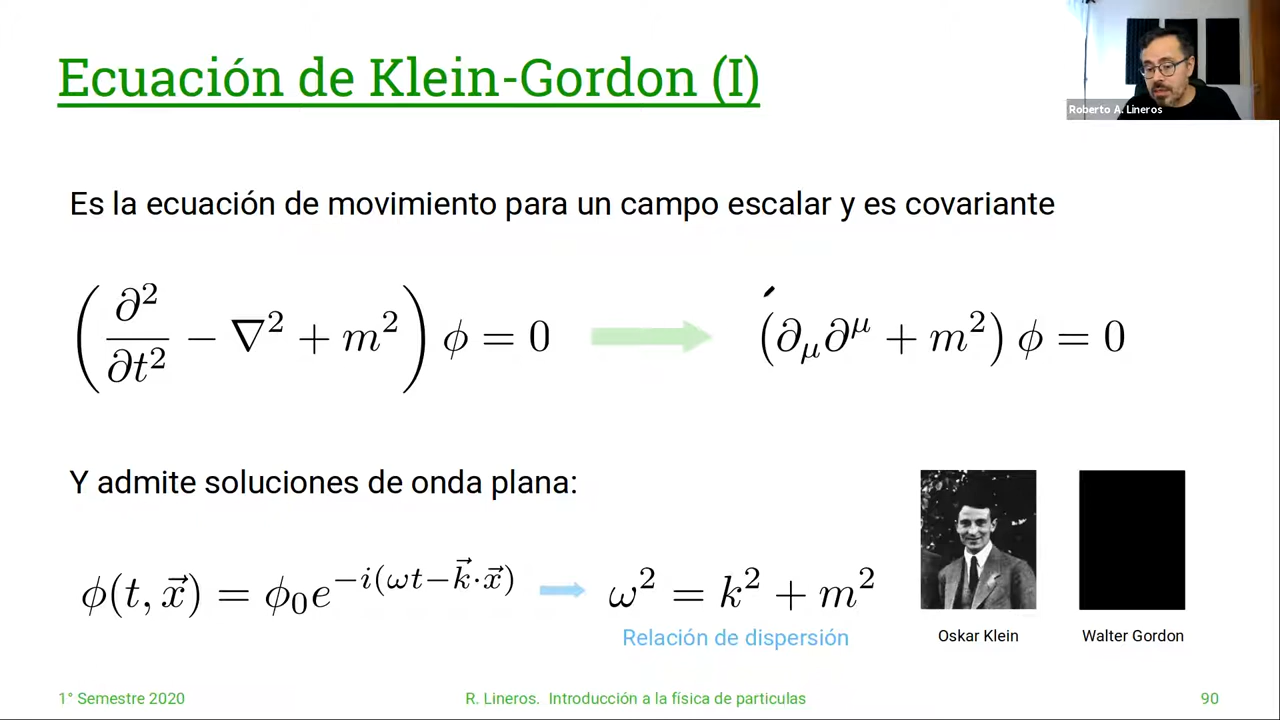 Ecuación de Klein-Gordon (I)
Roberto A. Lineros
Es la ecuación de movimiento para un campo escalar y es covariante
(∂²/∂t² − ∇² + m²) ϕ = 0
(∂_μ∂^μ + m²) ϕ = 0
Y admite soluciones de onda plana:
ϕ(t, x⃗) = ϕ₀e^{−i(ωt−k⃗·x⃗)}
ω² = k² + m²
Relación de dispersión
Oskar Klein
Walter Gordon
1° Semestre 2020
R. Lineros. Introducción a la física de particulas
90